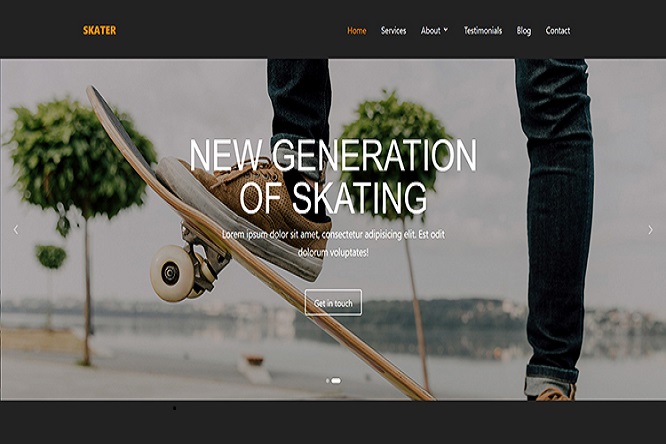 SKATER
Home Services About Testimonials Blog Contact
NEW GENERATION
OF SKATING
Lorem ipsum dolor sit amet, consectetur adipisicing elit. Est odit
dolorum voluptates!
Get in touch